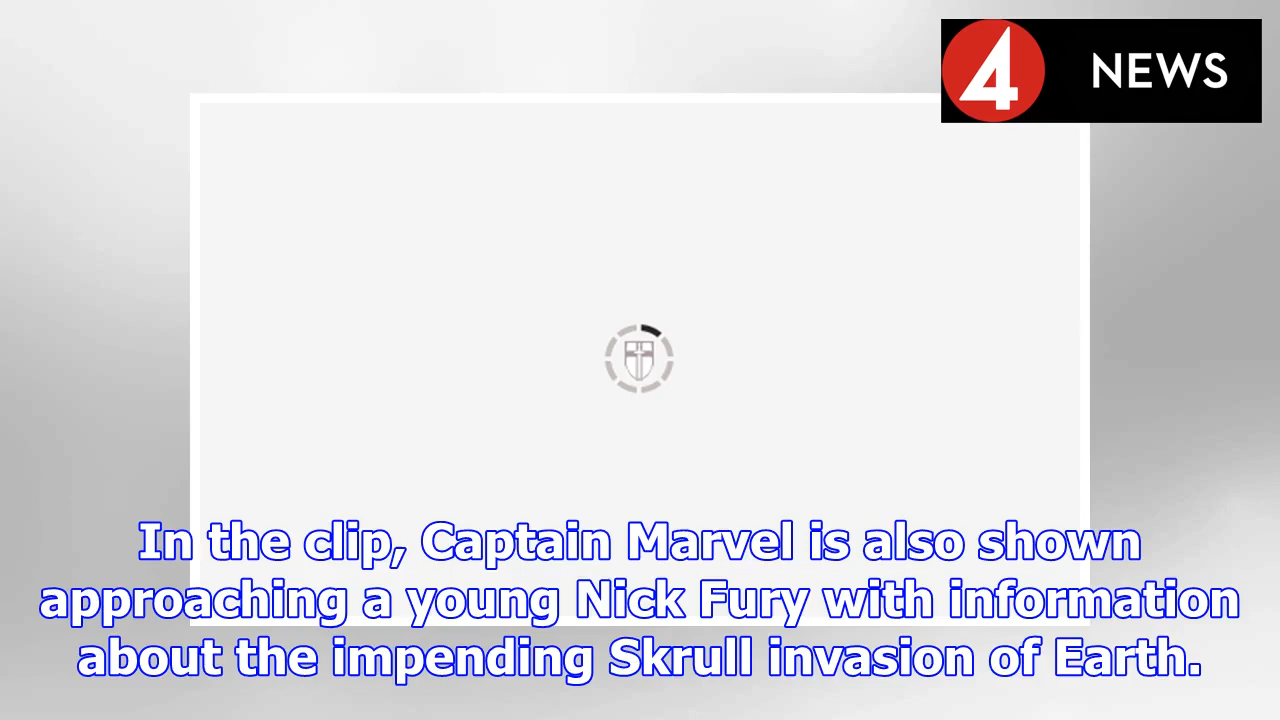 4 NEWS
In the clip, Captain Marvel is also shown
approaching a young Nick Fury with information
about the impending Skrull invasion of Earth.